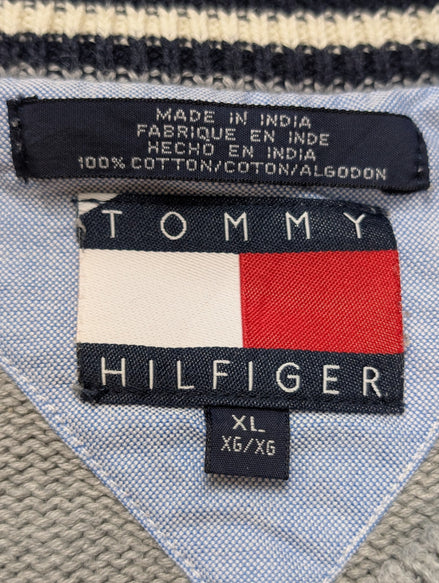 MADE IN INDIA
FABRIQUE EN INDE
HECHO EN INDIA
100% COTTON/COTON/ALGODON
TOMMY
HILFIGER
XL
XG/XG